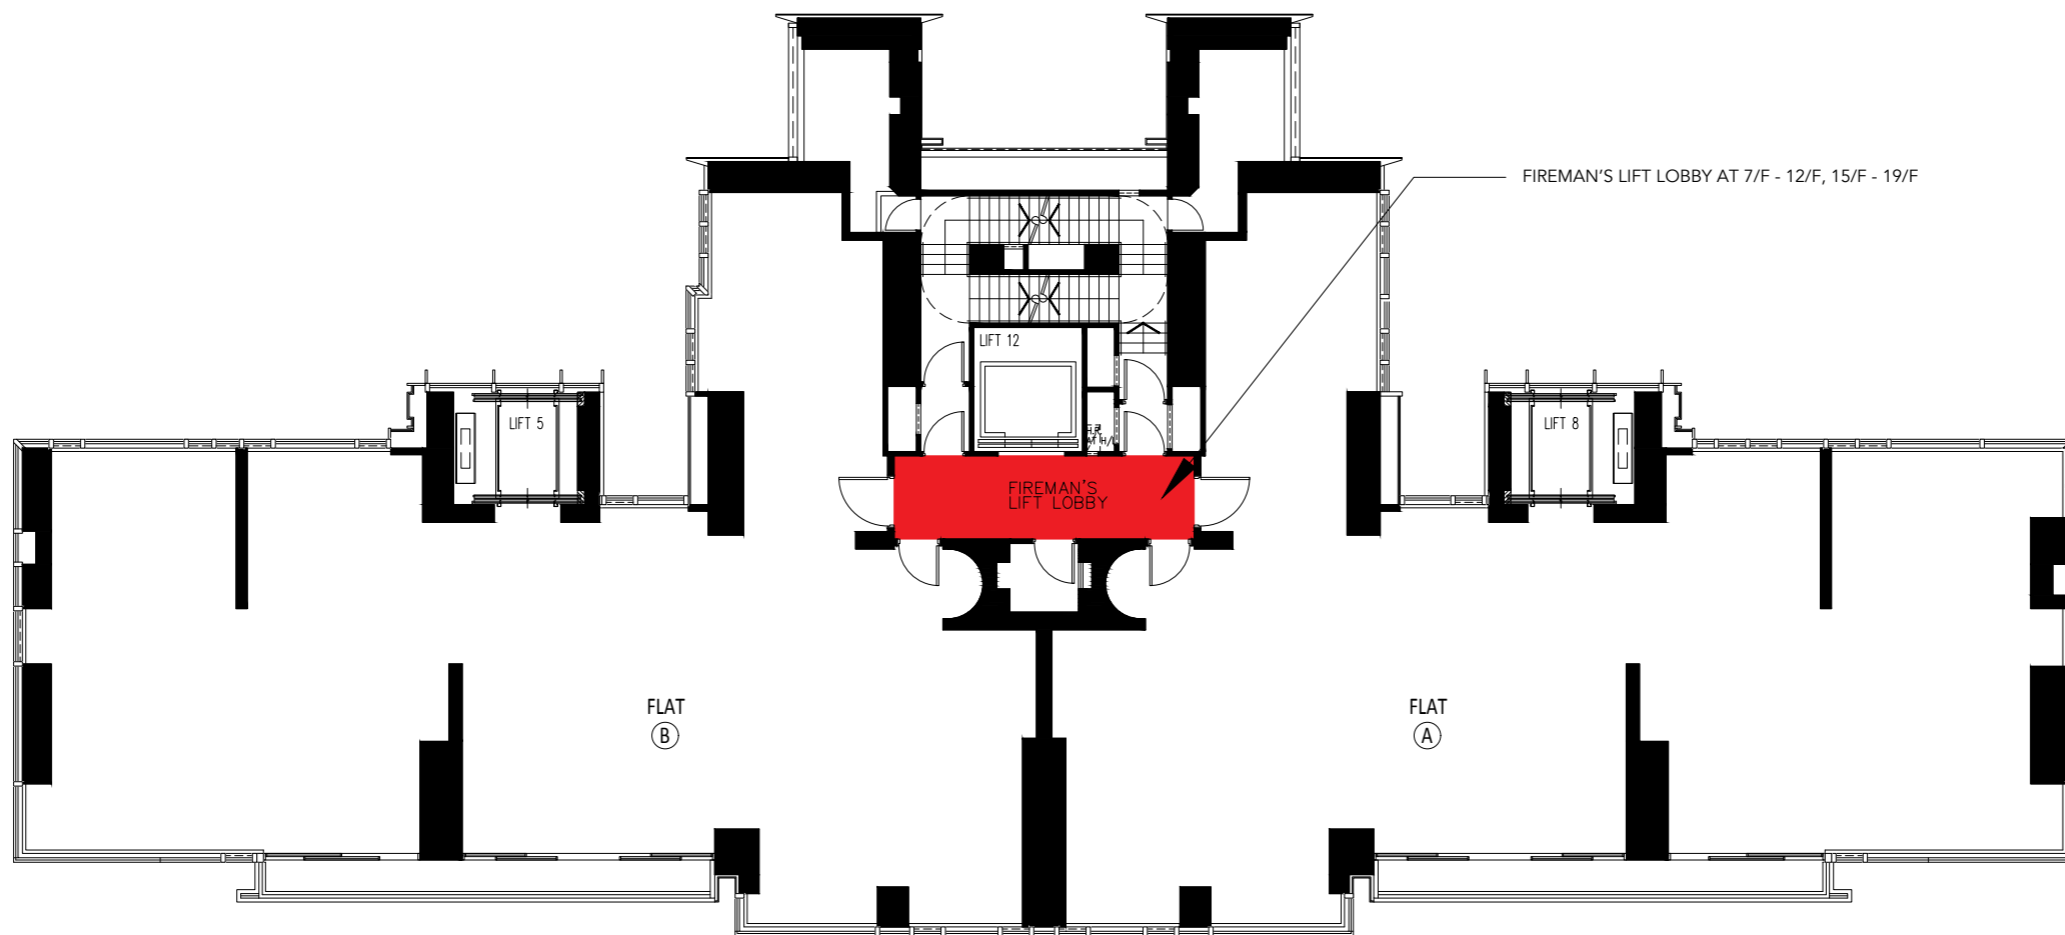 FIREMAN'S LIFT LOBBY AT 7/F - 12/F, 15/F - 19/F
LIFT 12
LIFT 5
LIFT 8
H.R.
AT H/L
FIREMAN'S
LIFT LOBBY
FLAT
B
FLAT
A